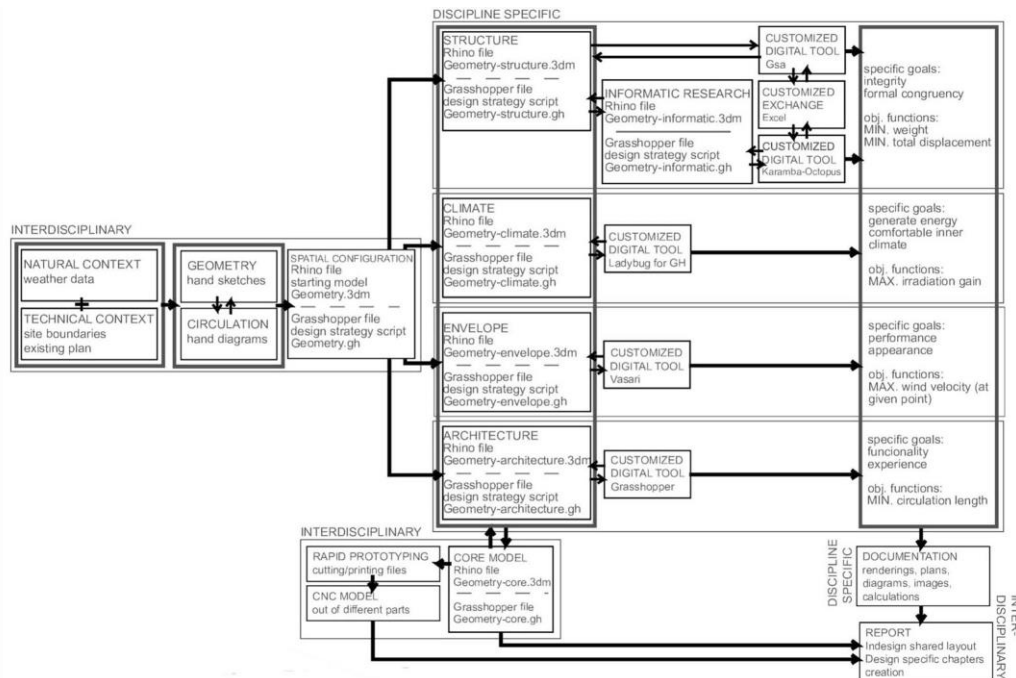 DISCIPLINE SPECIFIC
STRUCTURE
Rhino file
Geometry-structure.3dm
Grasshopper file
design strategy script
Geometry-structure.gh
INFORMATIC RESEARCH
Rhino file
Geometry-informatic.3dm
Grasshopper file
design strategy script
Geometry-informatic.gh
CUSTOMIZED
DIGITAL TOOL
Gsa
CUSTOMIZED
EXCHANGE
Excel
CUSTOMIZED
DIGITAL TOOL
Karamba-Octopus
specific goals:
integrity
formal congruency
obj. functions:
MIN. weight
MIN. total displacement
INTERDISCIPLINARY
NATURAL CONTEXT
weather data
TECHNICAL CONTEXT
site boundaries
existing plan
GEOMETRY
hand sketches
CIRCULATION
hand diagrams
SPATIAL CONFIGURATION
Rhino file
starting model
Geometry.3dm
Grasshopper file
design strategy script
Geometry.gh
CLIMATE
Rhino file
Geometry-climate.3dm
Grasshopper file
design strategy script
Geometry-climate.gh
CUSTOMIZED
DIGITAL TOOL
Ladybug for GH
specific goals:
generate energy
comfortable inner
climate
obj. functions:
MAX. irradiation gain
ENVELOPE
Rhino file
Geometry-envelope.3dm
Grasshopper file
design strategy script
Geometry-envelope.gh
CUSTOMIZED
DIGITAL TOOL
Vasari
specific goals:
performance
appearance
obj. functions:
MAX. wind velocity (at
given point)
ARCHITECTURE
Rhino file
Geometry-architecture.3dm
Grasshopper file
design strategy script
Geometry-architecture.gh
CUSTOMIZED
DIGITAL TOOL
Grasshopper
specific goals:
funcionality
experience
obj. functions:
MIN. circulation length
INTERDISCIPLINARY
RAPID PROTOTYPING
cutting/printing files
CNC MODEL
out of different parts
CORE MODEL
Rhino file
Geometry-core.3dm
Grasshopper file
Geometry-core.gh
DISCIPLINE
SPECIFIC
DOCUMENTATION
renderings, plans,
diagrams, images,
calculations
INTER-
DISCIPLINARY
REPORT
Indesign shared layout
Design specific chapters
creation